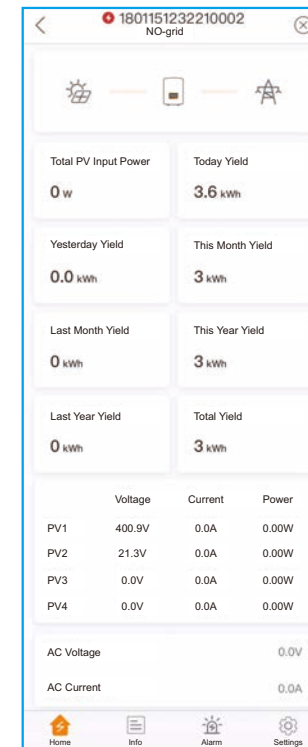 1801151232210002
NO-grid
Total PV Input Power
Today Yield
0 w
3.6 kWh
Yesterday Yield
This Month Yield
0.0 kWh
3 kWh
Last Month Yield
This Year Yield
0 kWh
3 kWh
Last Year Yield
Total Yield
0 kWh
3 kWh
Voltage Current Power
PV1 400.9V 0.0A 0.00W
PV2 21.3V 0.0A 0.00W
PV3 0.0V 0.0A 0.00W
PV4 0.0V 0.0A 0.00W
AC Voltage 0.0V
AC Current 0.0A
Home Info Alarm Settings